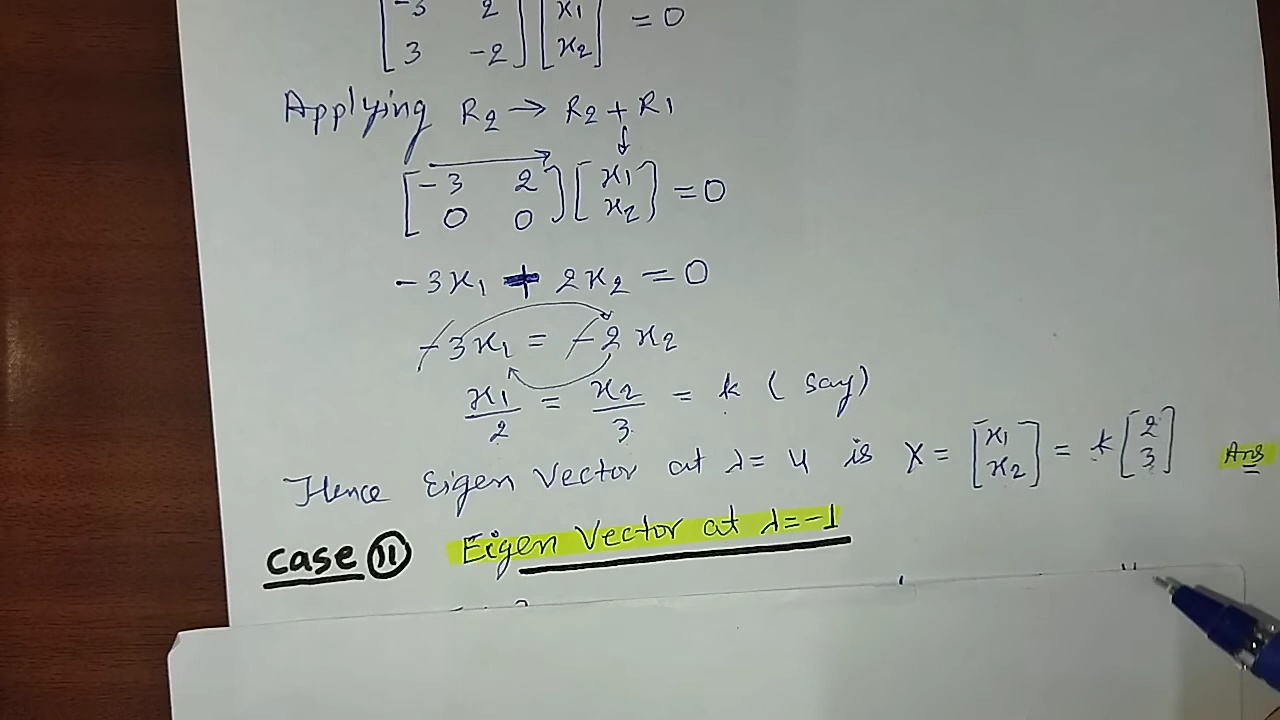 [-3 2] [x1] = 0
[3 -2] [x2]
Applying R2 → R2 + R1
[-3 2] [x1] = 0
[0 0] [x2]
-3x1 + 2x2 = 0
-3x1 = -2x2
x1/2 = x2/3 = k (say)
Hence Eigen Vector at λ = 4 is X = [x1 x2] = k [2 3] Ans
Case II Eigen Vector at λ=-1